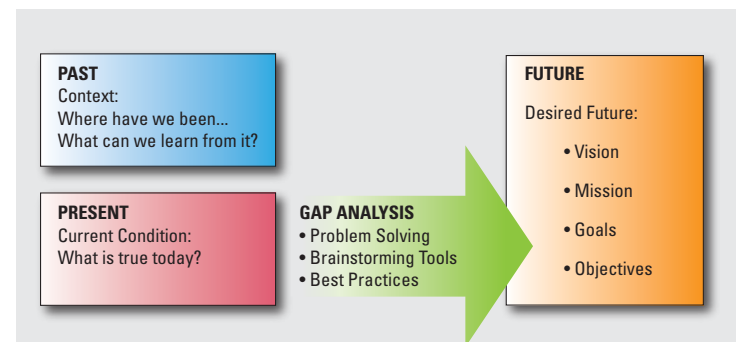 PAST
Context:
Where have we been...
What can we learn from it?
PRESENT
Current Condition:
What is true today?
GAP ANALYSIS
• Problem Solving
• Brainstorming Tools
• Best Practices
FUTURE
Desired Future:
• Vision
• Mission
• Goals
• Objectives